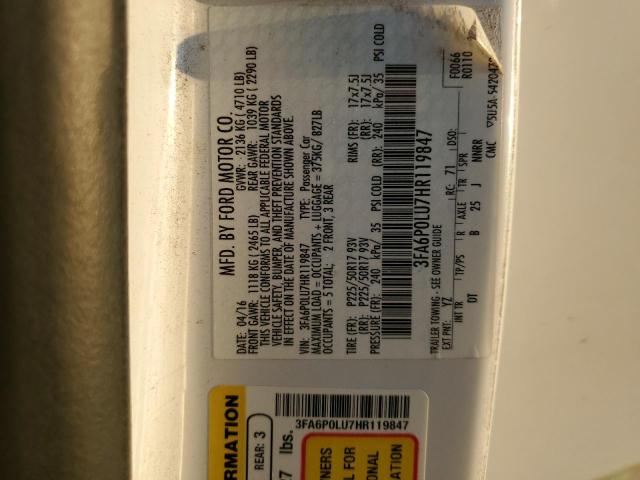 MFD. BY FORD MOTOR CO.
DATE: 04/16 GVWR: 2136 KG ( 4710 LB)
FRONT GAWR: 1118 KG (2465 LB) REAR GAWR: 1039 KG ( 2290 LB)
THIS VEHICLE CONFORMS TO ALL APPLICABLE FEDERAL MOTOR
VEHICLE SAFETY, BUMPER, AND THEFT PREVENTION STANDARDS
IN EFFECT ON THE DATE OF MANUFACTURE SHOWN ABOVE.
VIN: 3FA6P0LU7HR119847 TYPE: Passenger Car
MAXIMUM LOAD = OCCUPANTS + LUGGAGE = 375KG/ 827LB
OCCUPANTS = 5 TOTAL; 2 FRONT, 3 REAR
TIRE (FR): P225/50R17 93V RIMS (FR): 17x7.5J
(RR): P225/50R17 93V (RR): 17x7.5J
PRESSURE (FR): 240 kPa/ 35 PSI COLD (RR): 240 kPa/ 35 PSI COLD
3FA6P0LU7HR119847
F0066
R0110
TRAILER TOWING - SEE OWNER GUIDE
EXT PNT: YZ RC: 71 DSO:
INT TR TP/PS R AXLE TR SPR
DT B 25 J NNRR
CMC
3FA6P0LU7HR119847
REAR: 3
lbs.